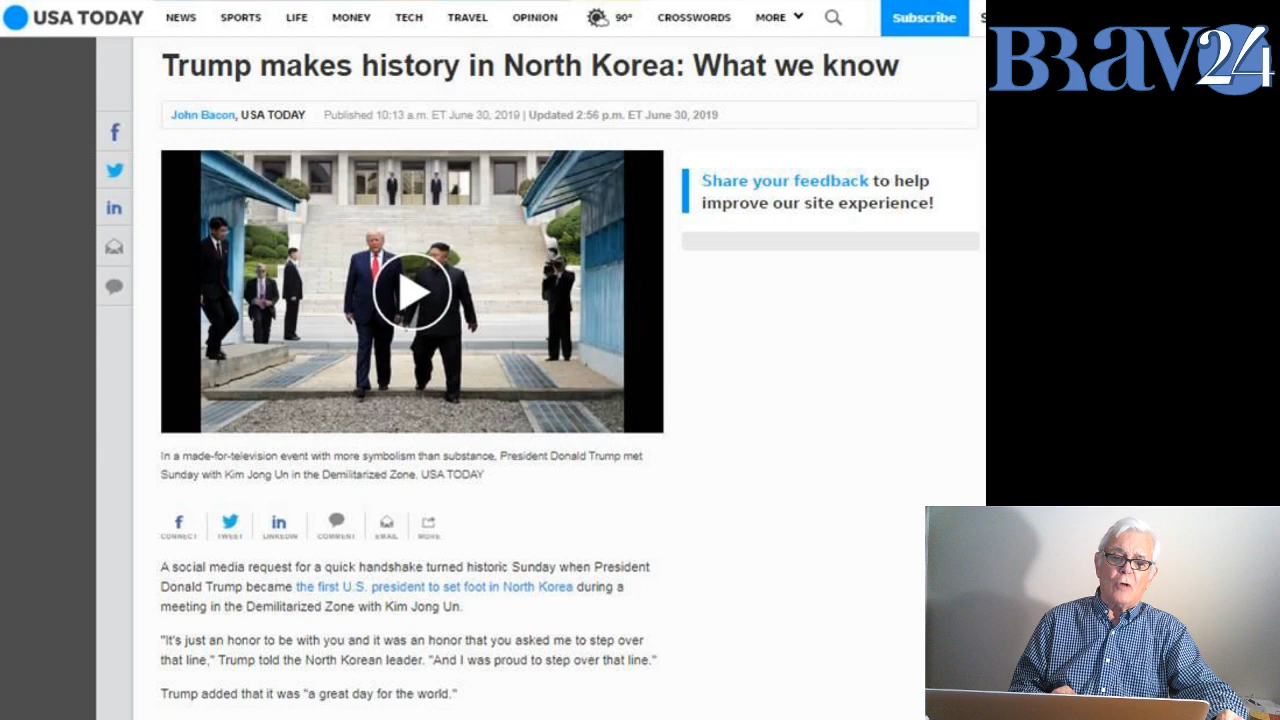 USA TODAY
NEWS
SPORTS
LIFE
MONEY
TECH
TRAVEL
OPINION
90°
CROSSWORDS
MORE
Subscribe
S
BRAVO24
Trump makes history in North Korea: What we know
John Bacon, USA TODAY Published 10:13 a.m. ET June 30, 2019 | Updated 2:56 p.m. ET June 30, 2019
Share your feedback to help
improve our site experience!
In a made-for-television event with more symbolism than substance, President Donald Trump met
Sunday with Kim Jong Un in the Demilitarized Zone. USA TODAY
CONNECT
TWEET
LINKEDIN
COMMENT
EMAIL
MORE
A social media request for a quick handshake turned historic Sunday when President
Donald Trump became the first U.S. president to set foot in North Korea during a
meeting in the Demilitarized Zone with Kim Jong Un.
"It's just an honor to be with you and it was an honor that you asked me to step over
that line," Trump told the North Korean leader. "And I was proud to step over that line."
Trump added that it was "a great day for the world."